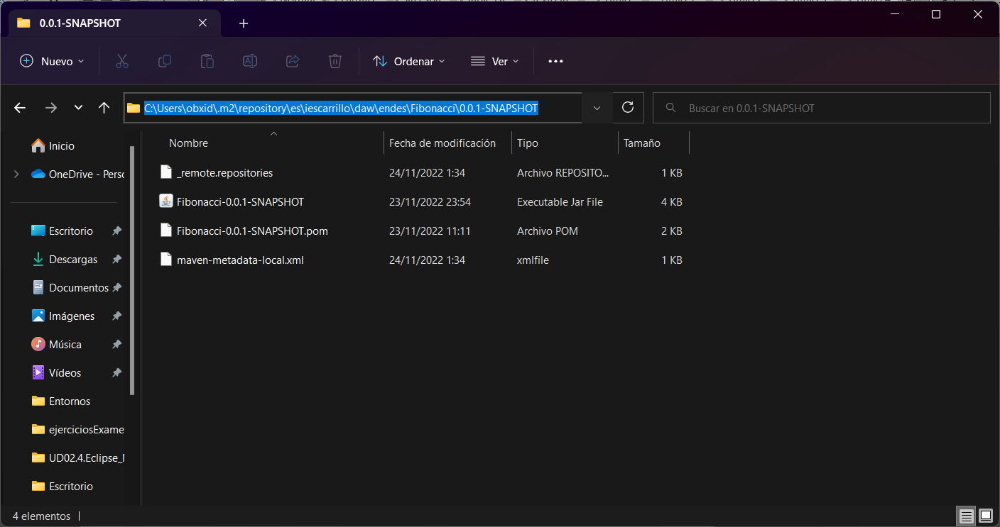 0.0.1-SNAPSHOT
Nuevo
Ordenar
Ver
C:\Users\obxid\.m2\repository\es\iescarrillo\daw\endes\Fibonacci\0.0.1-SNAPSHOT
Buscar en 0.0.1-SNAPSHOT
Inicio
OneDrive - Perso
Escritorio
Descargas
Documentos
Imágenes
Música
Vídeos
Entornos
ejerciciosExame
UD02.4.Eclipse_
Escritorio
Nombre Fecha de modificación Tipo Tamaño
_remote.repositories 24/11/2022 1:34 Archivo REPOSITO... 1 KB
Fibonacci-0.0.1-SNAPSHOT 23/11/2022 23:54 Executable Jar File 4 KB
Fibonacci-0.0.1-SNAPSHOT.pom 23/11/2022 11:11 Archivo POM 2 KB
maven-metadata-local.xml 24/11/2022 1:34 xmlfile 1 KB
4 elementos